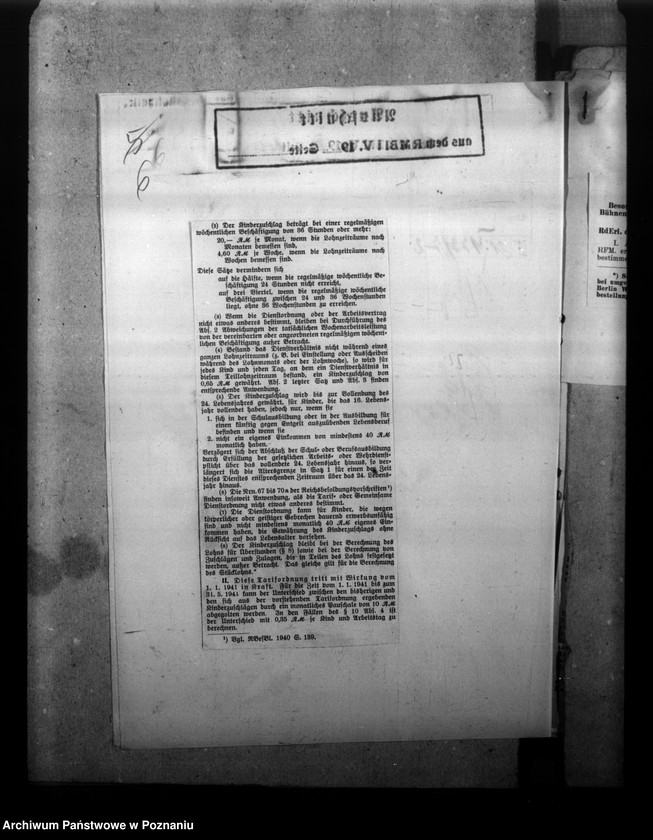 5
6
Ausschnitt
aus dem RMBliV. 19 Seite
(2) Der Kinderzuschlag beträgt bei einer regelmäßigen
wöchentlichen Beschäftigung von 36 Stunden oder mehr:
20,— RM je Monat, wenn die Lohnzeiträume nach
Monaten bemessen sind,
4,60 RM je Woche, wenn die Lohnzeiträume nach
Wochen bemessen sind.
Diese Sätze vermindern sich
auf die Hälfte, wenn die regelmäßige wöchentliche Be-
schäftigung 24 Stunden nicht erreicht,
auf drei Viertel, wenn die regelmäßige wöchentliche
Beschäftigung zwischen 24 und 36 Wochenstunden
liegt, ohne 36 Wochenstunden zu erreichen.
(3) Wenn die Dienstordnung oder der Arbeitsvertrag
nicht etwas anderes bestimmt, bleiben bei Durchführung des
Abs. 2 Abweichungen der tatsächlichen Wochenarbeitsleistung
von der vereinbarten oder angeordneten regelmäßigen wöchent-
lichen Beschäftigung außer Betracht.
(4) Bestand das Dienstverhältnis nicht während eines
ganzen Lohnzeitraums (z. B. bei Einstellung oder Ausscheiden
während des Lohnmonats oder der Lohnwoche), so wird für
jedes Kind und jeden Tag, an dem ein Dienstverhältnis in
diesem Teillohnzeitraum bestand, ein Kinderzuschlag von
0,65 RM gewährt. Abs. 2 letzter Satz und Abs. 3 finden
entsprechende Anwendung.
(5) Der Kinderzuschlag wird bis zur Vollendung des
24. Lebensjahres gewährt, für Kinder, die das 16. Lebens-
jahr vollendet haben, jedoch nur, wenn sie
1. sich in der Schulausbildung oder in der Ausbildung für
einen künftig gegen Entgelt auszuübenden Lebensberuf
befinden und wenn sie
2. nicht ein eigenes Einkommen von mindestens 40 RM
monatlich haben.
Verzögert sich der Abschluß der Schul- oder Berufsausbildung
durch Erfüllung der gesetzlichen Arbeits- oder Wehrdienst-
pflicht über das vollendete 24. Lebensjahr hinaus, so ver-
längert sich die Altersgrenze in Satz 1 für einen der Zeit
dieses Dienstes entsprechenden Zeitraum über das 24. Lebens-
jahr hinaus.
(6) Die Nrn. 67 bis 70a der Reichsbesoldungsvorschriften¹)
finden insoweit Anwendung, als die Tarif- oder Gemeinsame
Dienstordnung nicht etwas anderes bestimmt.
(7) Die Dienstordnung kann für Kinder, die wegen
körperlicher oder geistiger Gebrechen dauernd erwerbsunfähig
sind und nicht mindestens monatlich 40 RM eigenes Ein-
kommen haben, die Gewährung des Kinderzuschlags ohne
Rücksicht auf das Lebensalter vorsehen.
(8) Der Kinderzuschlag bleibt bei der Berechnung des
Lohns für Überstunden (§ 8) sowie bei der Berechnung von
Zuschlägen und Zulagen, die in Teilen des Lohns festgesetzt
werden, außer Betracht. Das gleiche gilt für die Berechnung
des Stücklohns."
II. Diese Tarifordnung tritt mit Wirkung vom
1. 1. 1941 in Kraft. Für die Zeit vom 1. 1. 1941 bis zum
31. 3. 1941 kann der Unterschied zwischen den bisherigen und
den sich aus der vorstehenden Tarifordnung ergebenden
Kinderzuschlägen durch ein monatliches Pauschale von 10 RM
abgegolten werden. In den Fällen des § 10 Abs. 4 ist
der Unterschied mit 0,35 RM je Kind und Arbeitstag zu
berechnen.
¹) Vgl. RBesBl. 1940 S. 139.
Beso
Bühnen
RdErl. d
I.
RFM. er
bestimme
*) S
bei umge
Berlin W
bestellung
Archiwum Państwowe w Poznaniu